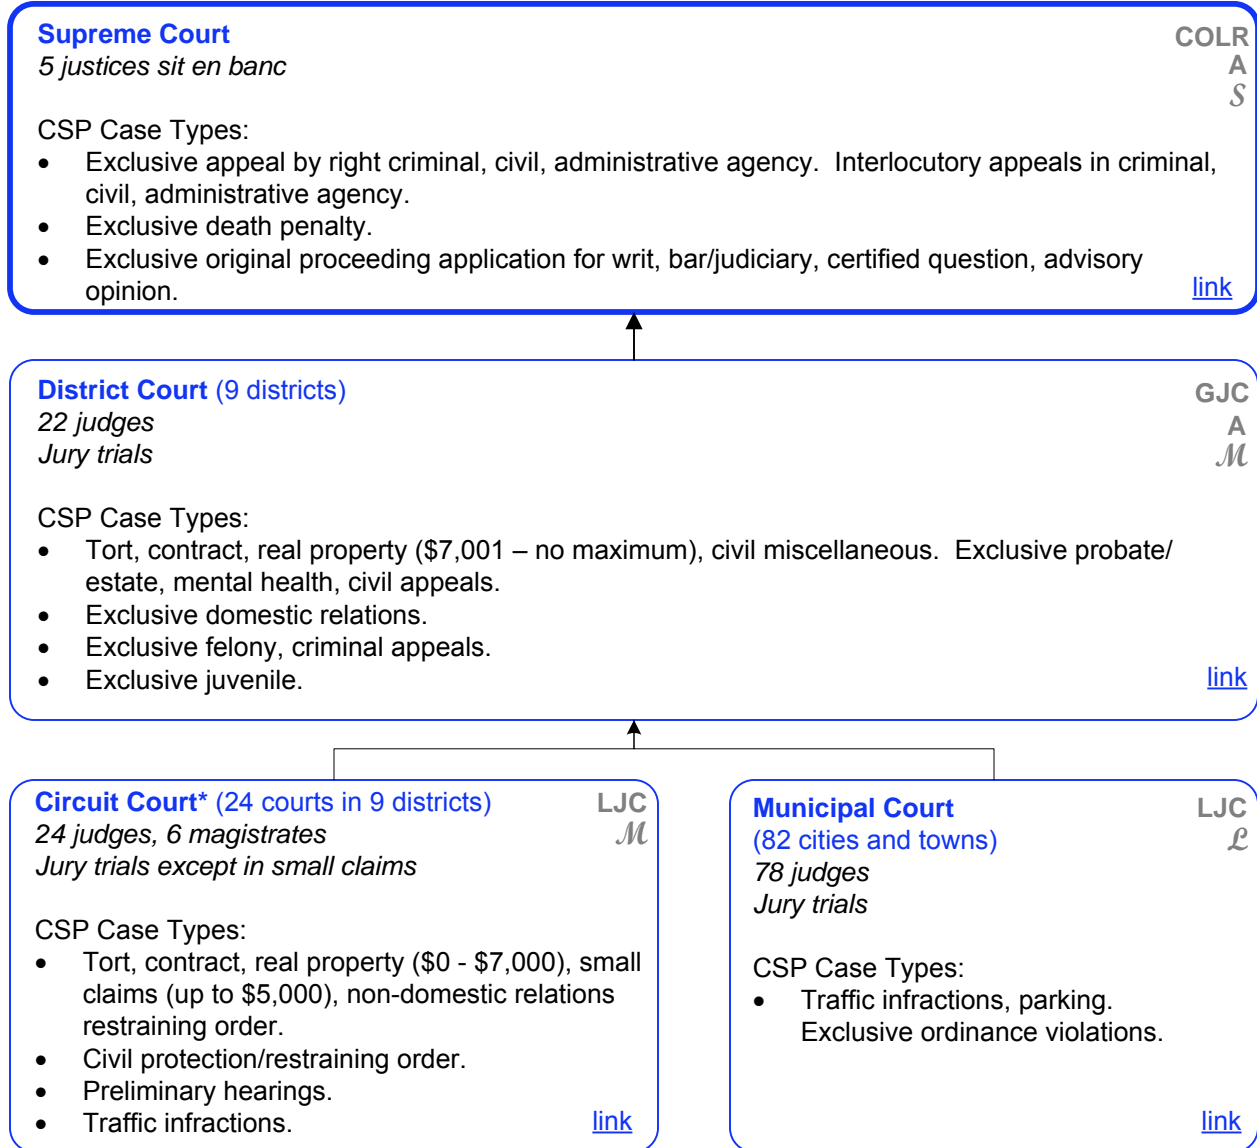 Supreme Court
COLR
5 justices sit en banc
A
S
CSP Case Types:
• Exclusive appeal by right criminal, civil, administrative agency. Interlocutory appeals in criminal,
civil, administrative agency.
• Exclusive death penalty.
• Exclusive original proceeding application for writ, bar/judiciary, certified question, advisory
opinion.
link
District Court (9 districts)
GJC
22 judges
A
Jury trials
M
CSP Case Types:
• Tort, contract, real property ($7,001 – no maximum), civil miscellaneous. Exclusive probate/
estate, mental health, civil appeals.
• Exclusive domestic relations.
• Exclusive felony, criminal appeals.
• Exclusive juvenile.
link
Circuit Court* (24 courts in 9 districts)
LJC
24 judges, 6 magistrates
M
Jury trials except in small claims
CSP Case Types:
• Tort, contract, real property ($0 - $7,000), small
claims (up to $5,000), non-domestic relations
restraining order.
• Civil protection/restraining order.
• Preliminary hearings.
• Traffic infractions.
link
Municipal Court
LJC
(82 cities and towns)
L
78 judges
Jury trials
CSP Case Types:
• Traffic infractions, parking.
Exclusive ordinance violations.
link